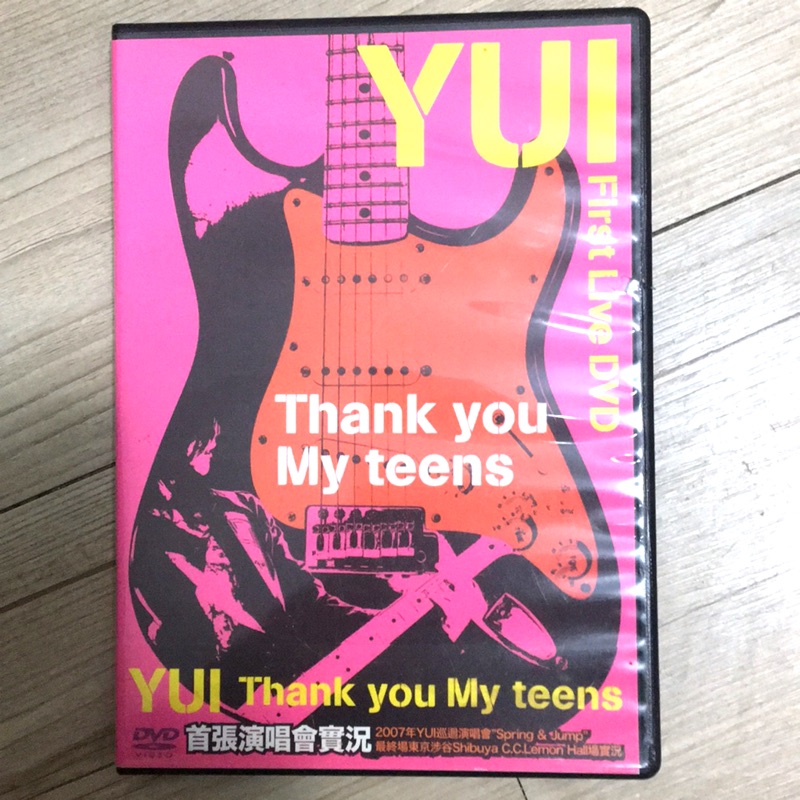 YUI
First Live DVD
Thank you
My teens
YUI Thank you My teens
DVD
VIDEO
首張演唱會實況
2007年YUI巡迴演唱會"Spring & Jump"
最終場東京涉谷Shibuya C.C.Lemon Hall場實況